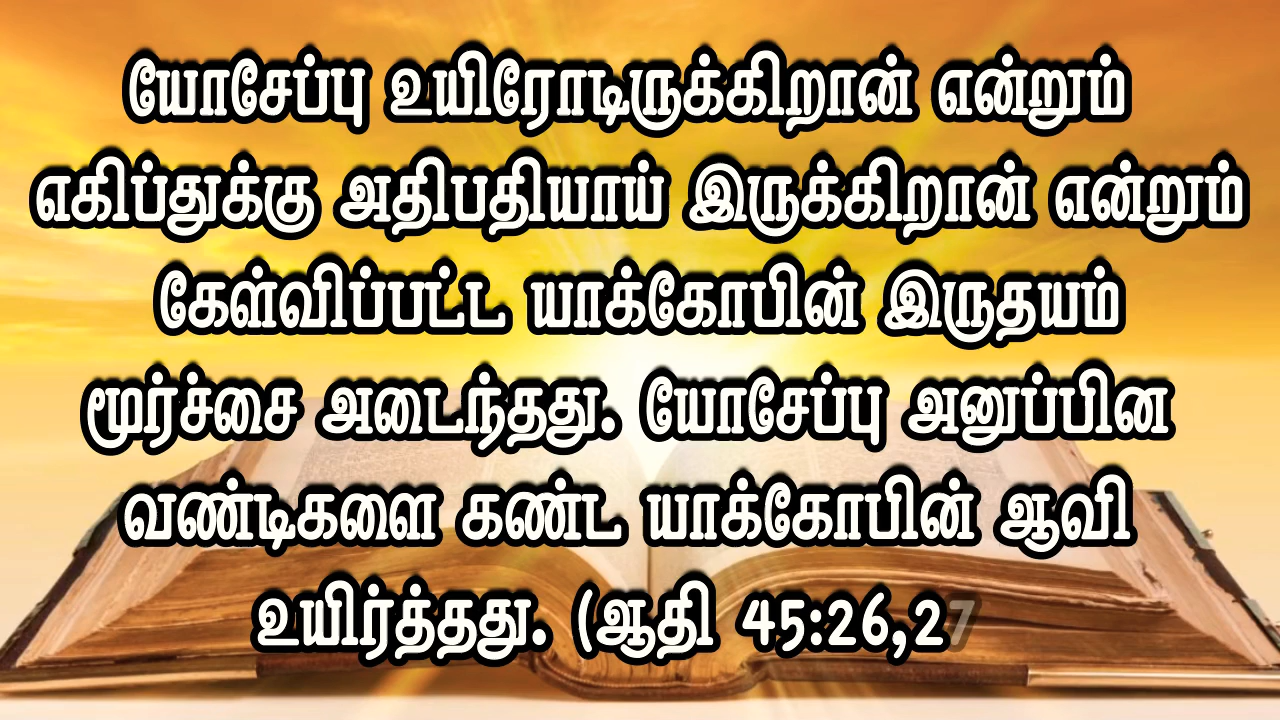 யோசேப்பு உயிரோடிருக்கிறான் என்றும்
எகிப்துக்கு அதிபதியாய் இருக்கிறான் என்றும்
கேள்விப்பட்ட யாக்கோபின் இருதயம்
மூர்ச்சை அடைந்தது. யோசேப்பு அனுப்பின
வண்டிகளை கண்ட யாக்கோபின் ஆவி
உயிர்த்தது. (ஆதி 45:26,27